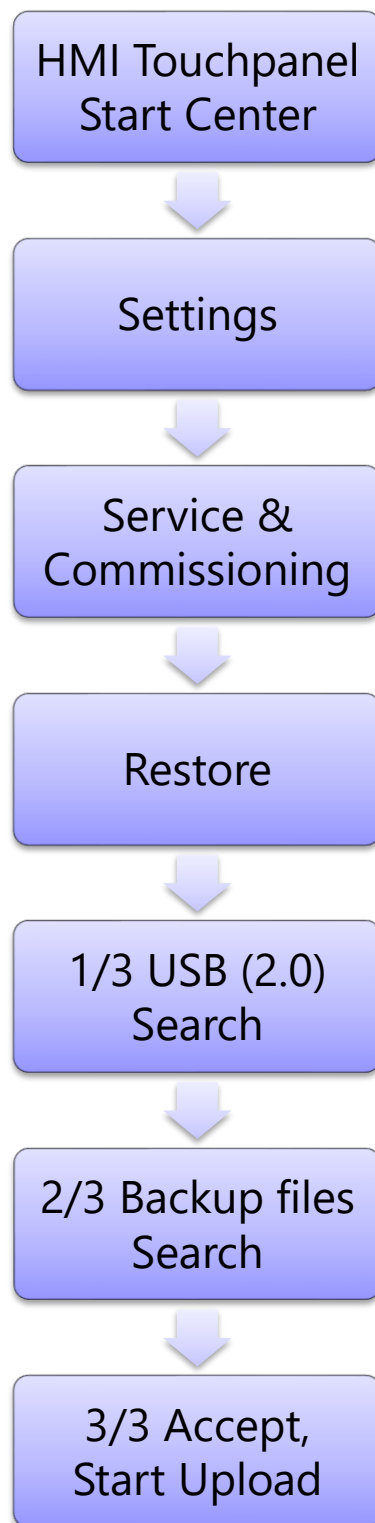 HMI Touchpanel
Start Center
Settings
Service &
Commissioning
Restore
1/3 USB (2.0)
Search
2/3 Backup files
Search
3/3 Accept,
Start Upload